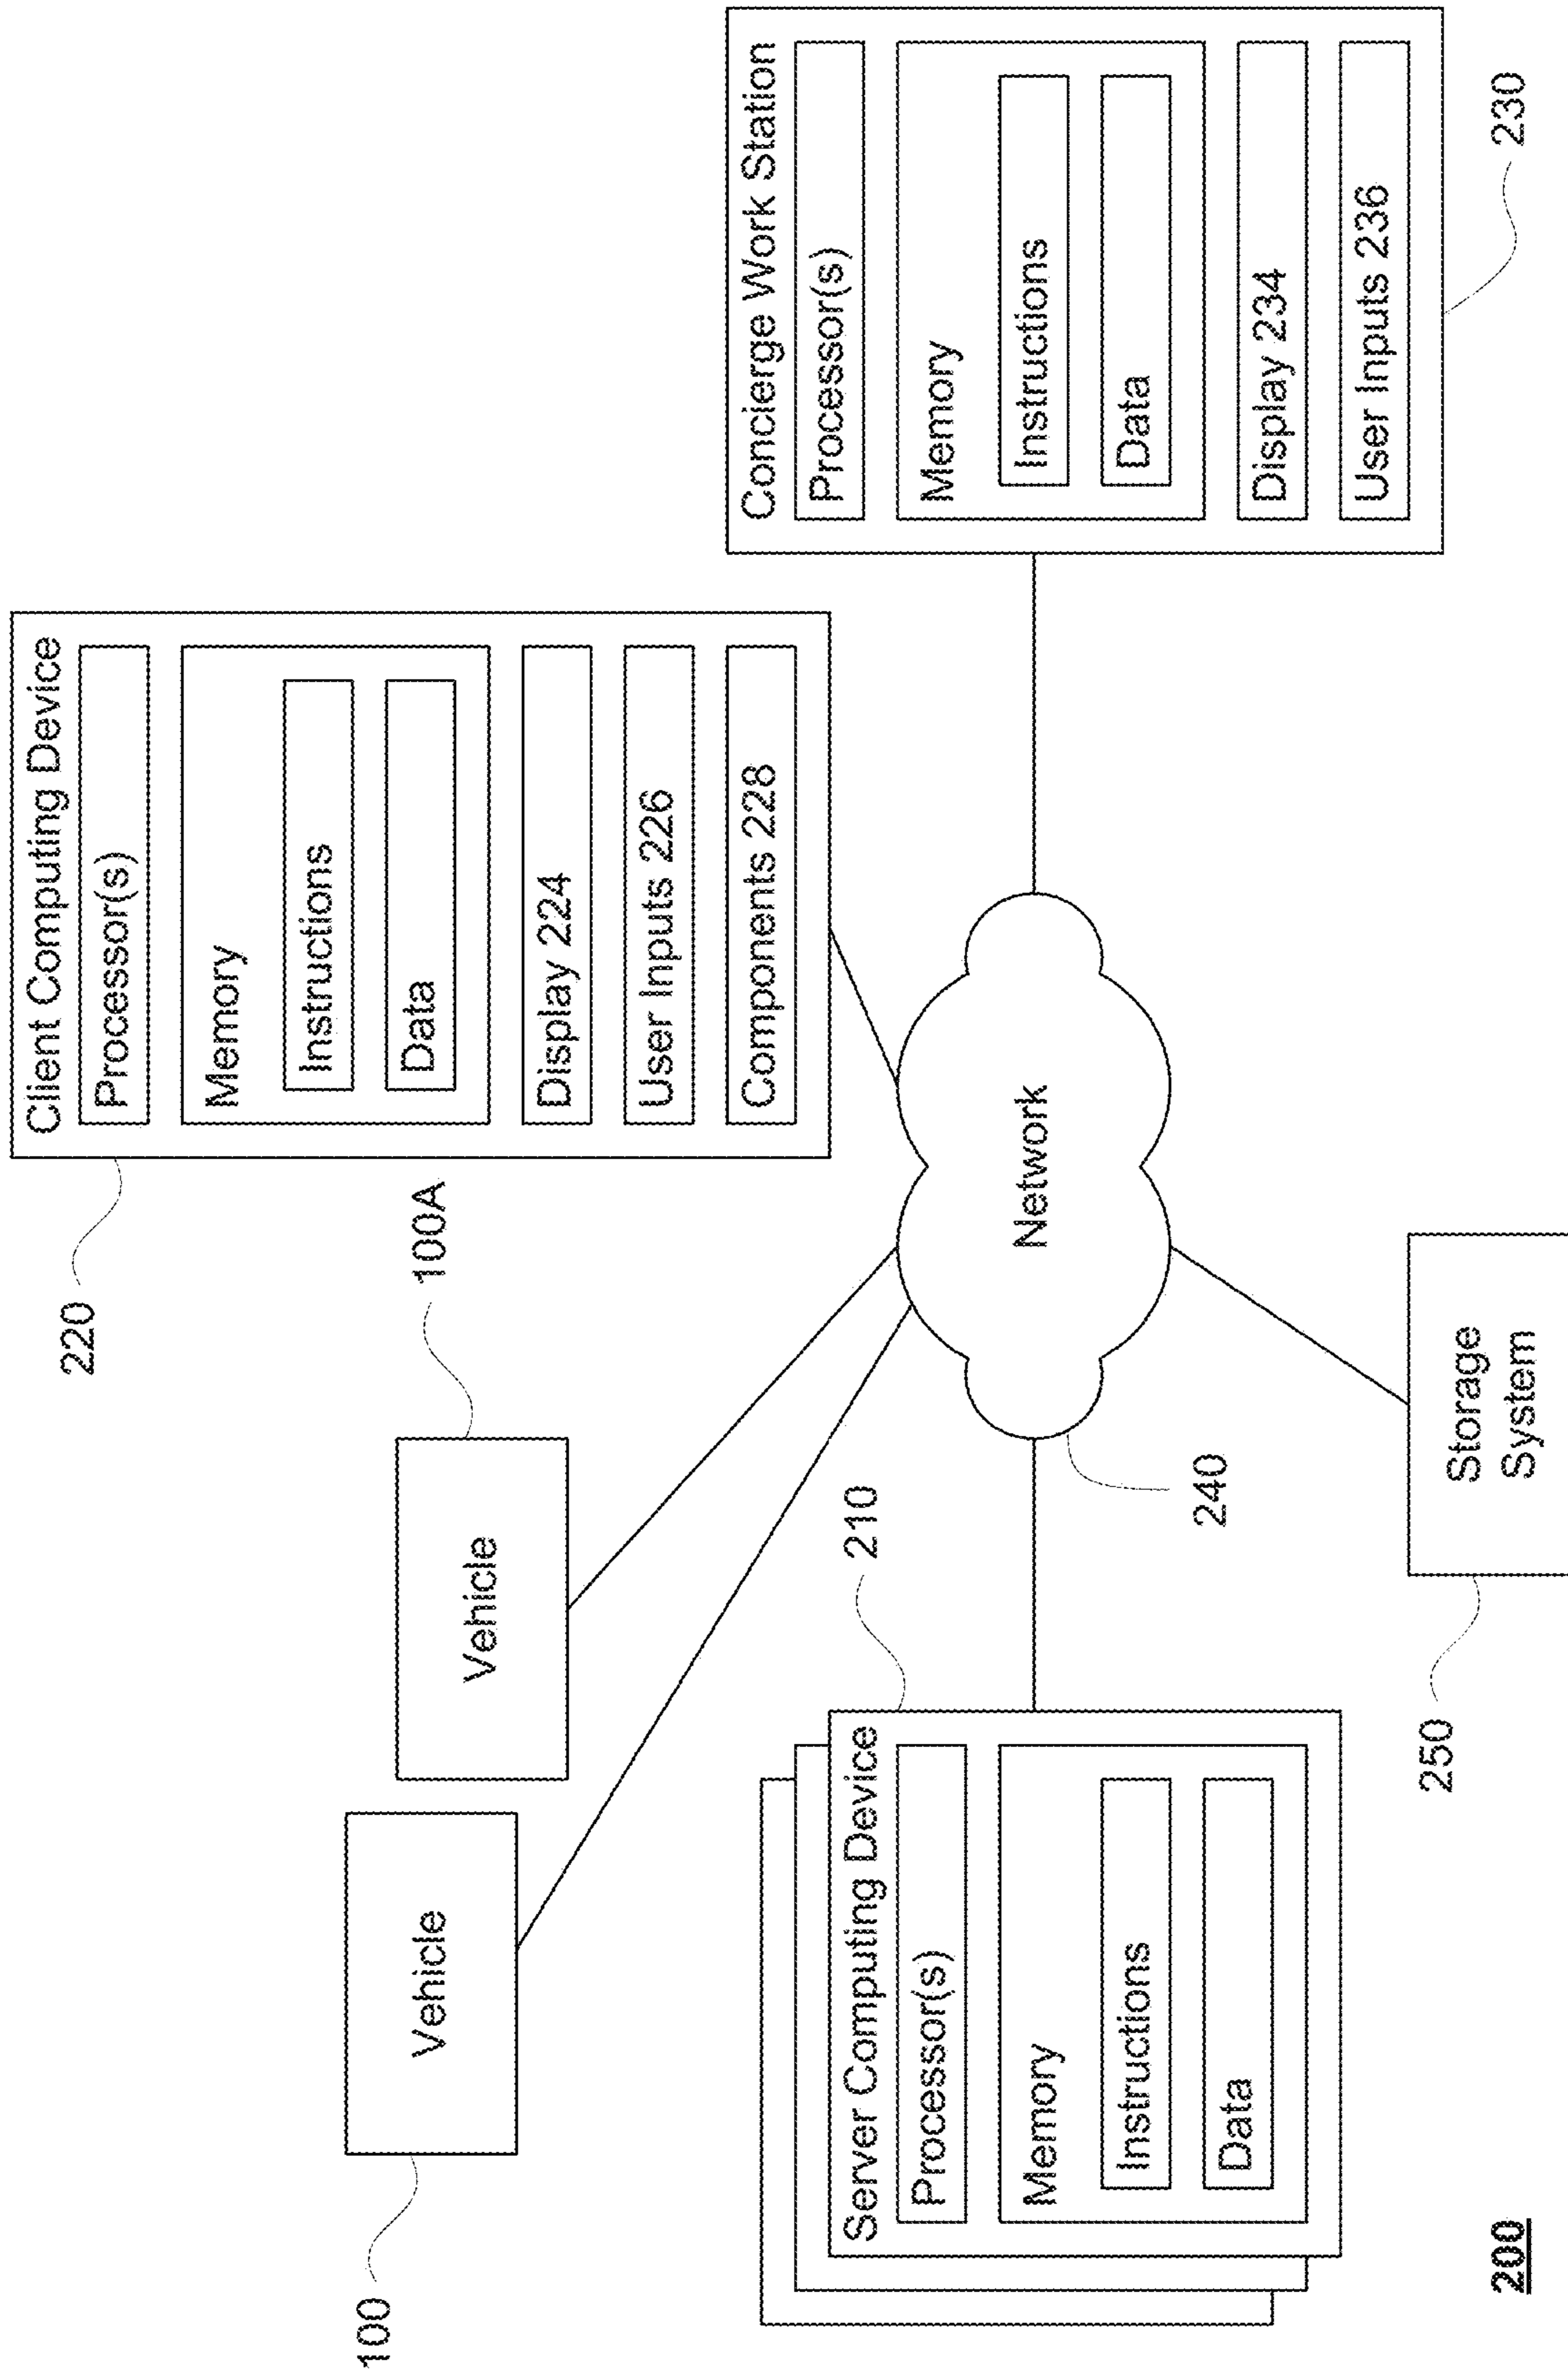 Client Computing Device
Processor(s)
Memory
Instructions
Data
Display 224
User Inputs 226
Components 228
220
100A
Vehicle
Vehicle
100
Concierge Work Station
Processor(s)
Memory
Instructions
Data
Display 234
User Inputs 236
230
Network
240
210
Server Computing Device
Processor(s)
Memory
Instructions
Data
Storage
System
250
200